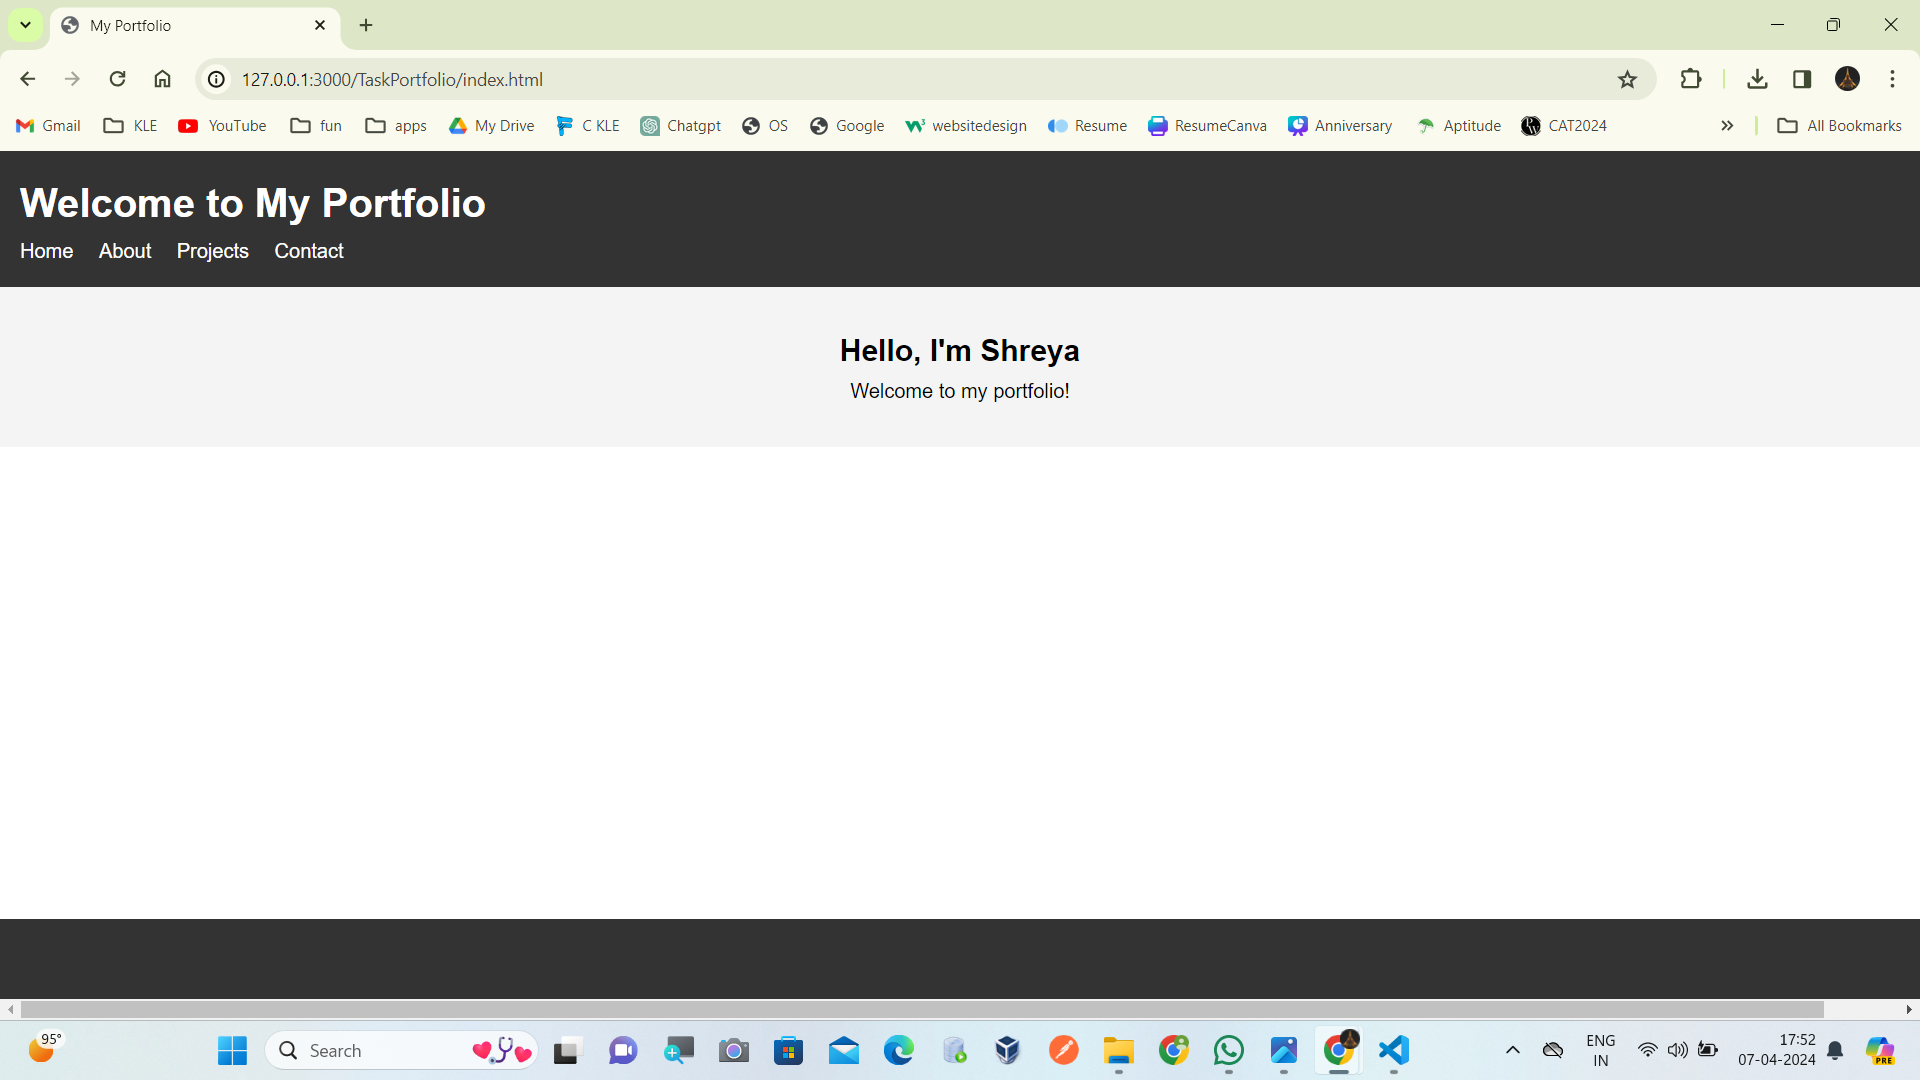 My Portfolio
127.0.0.1:3000/TaskPortfolio/index.html
Gmail KLE YouTube fun apps My Drive C KLE Chatgpt OS Google websitedesign Resume ResumeCanva Anniversary Aptitude CAT2024 » All Bookmarks
Welcome to My Portfolio
Home About Projects Contact
Hello, I'm Shreya
Welcome to my portfolio!
95° Search ENG 17:52
IN 07-04-2024 PRE